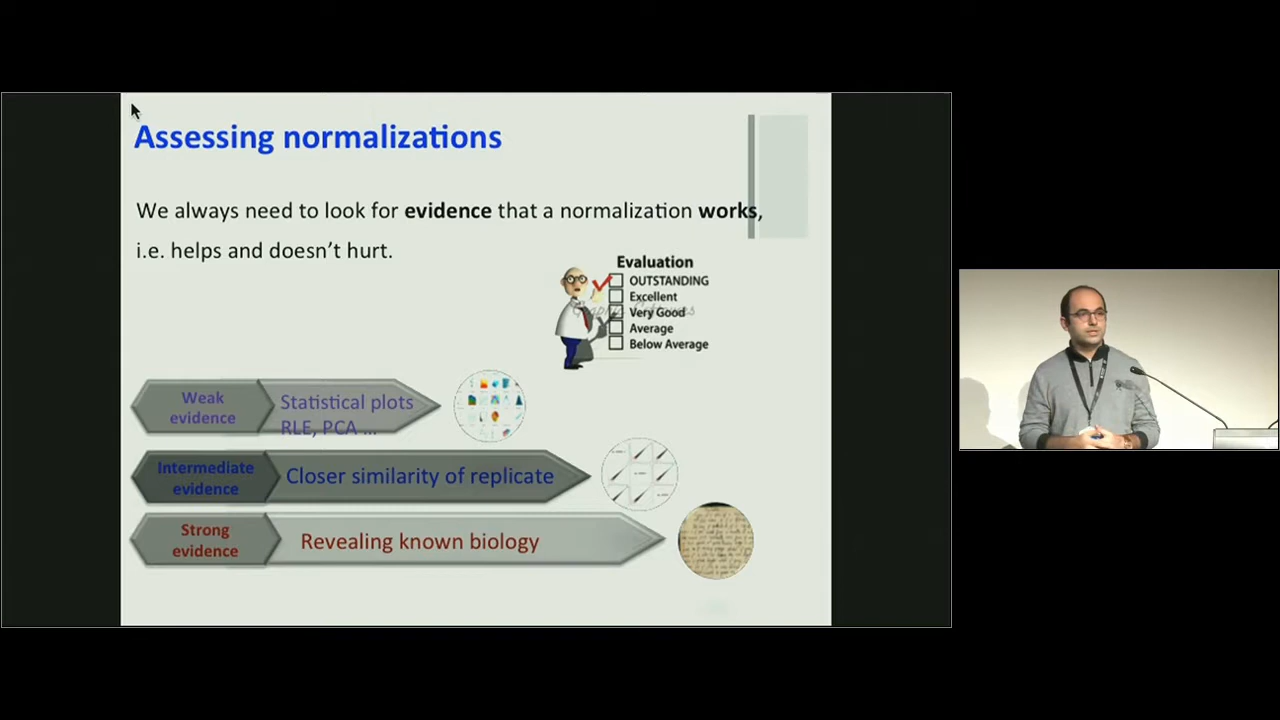 Assessing normalizations
We always need to look for evidence that a normalization works,
i.e. helps and doesn't hurt.
Evaluation
OUTSTANDING
Excellent
Very Good
Average
Below Average
Weak
evidence
Statistical plots
RLE, PCA ...
Intermediate
evidence
Closer similarity of replicate
Strong
evidence
Revealing known biology